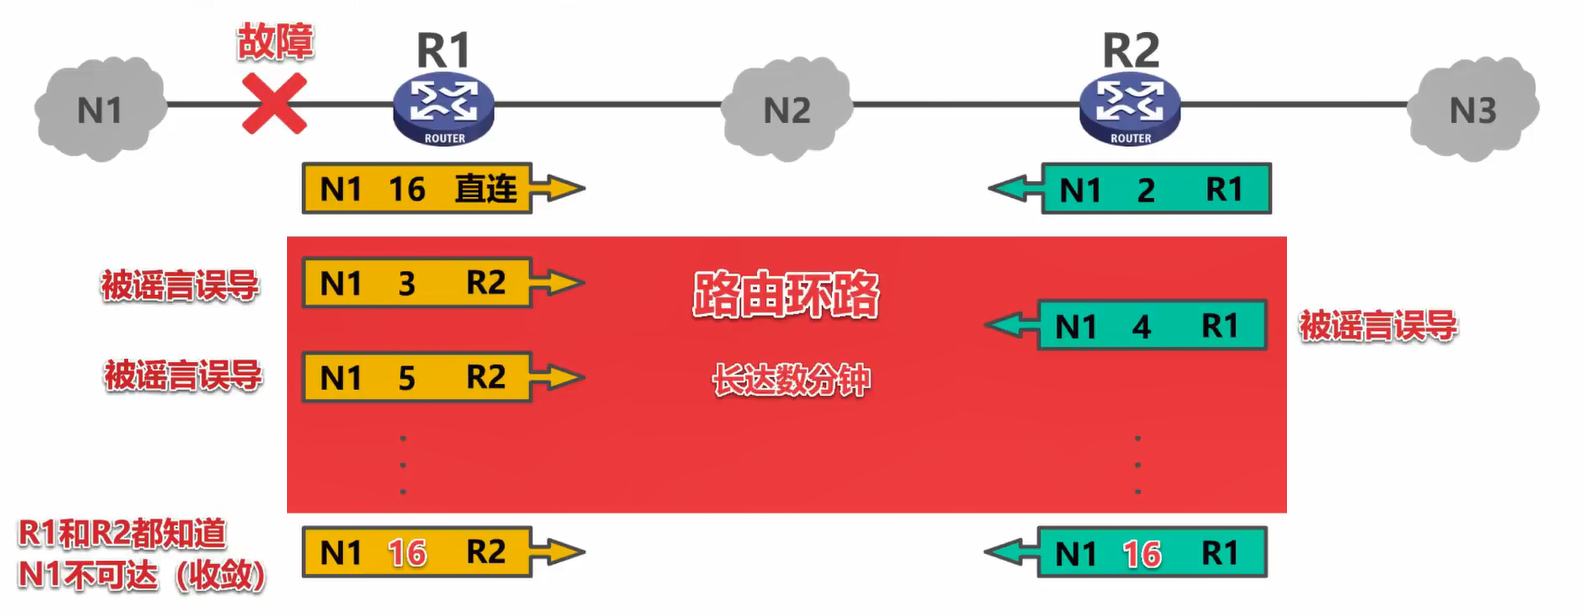 故障
R1
R2
N1
N2
N3
ROUTER
ROUTER
N1 16 直连
N1 2 R1
被谣言误导
N1 3 R2
路由环路
N1 4 R1
被谣言误导
被谣言误导
N1 5 R2
长达数分钟
R1和R2都知道
N1不可达（收敛）
N1 16 R2
N1 16 R1